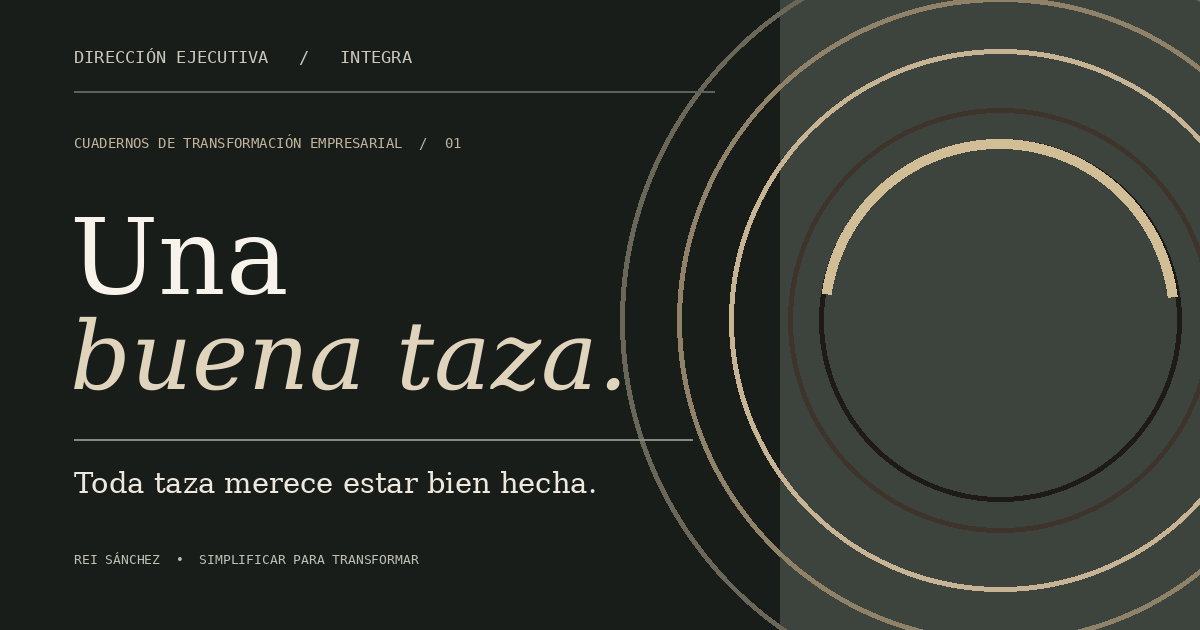 DIRECCIÓN EJECUTIVA / INTEGRA
CUADERNOS DE TRANSFORMACIÓN EMPRESARIAL / 01
Una
buena taza.
Toda taza merece estar bien hecha.
REI SÁNCHEZ • SIMPLIFICAR PARA TRANSFORMAR